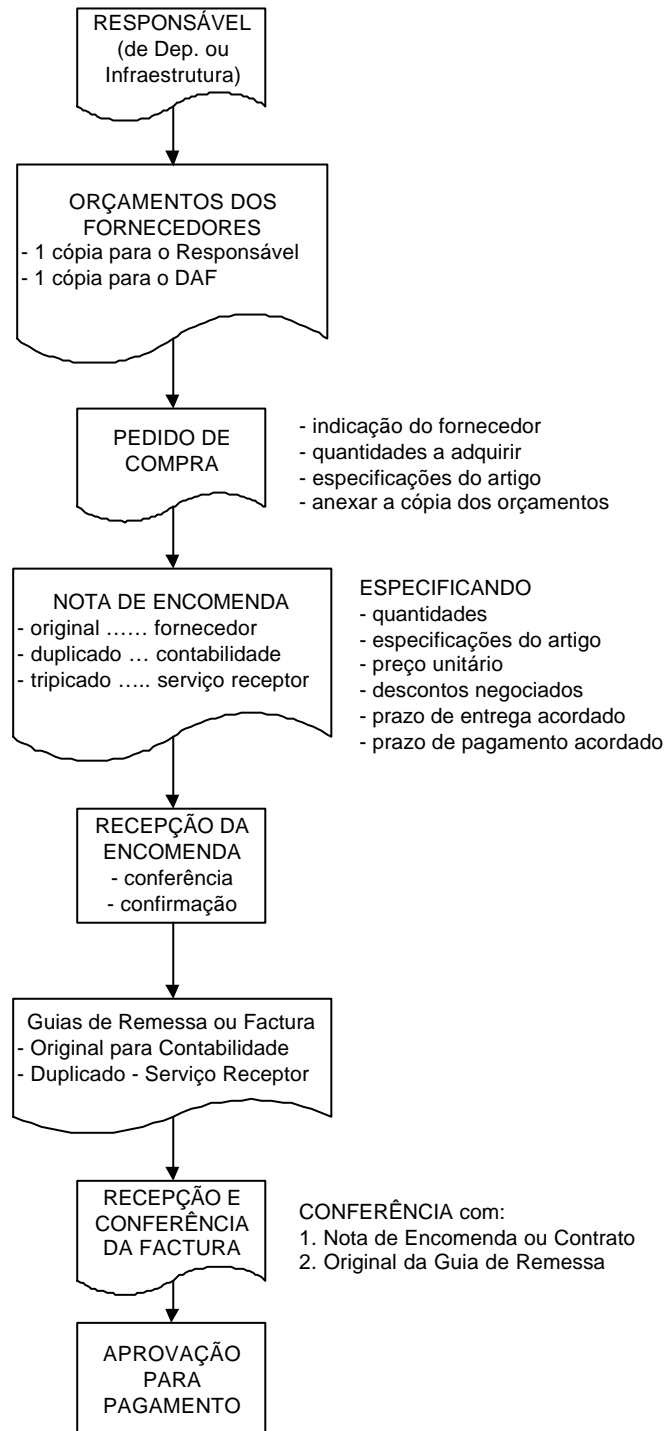 RESPONSÁVEL
(de Dep. ou
Infraestrutura)
ORÇAMENTOS DOS
FORNECEDORES
- 1 cópia para o Responsável
- 1 cópia para o DAF
PEDIDO DE
COMPRA
- indicação do fornecedor
- quantidades a adquirir
- especificações do artigo
- anexar a cópia dos orçamentos
NOTA DE ENCOMENDA
- original …… fornecedor
- duplicado … contabilidade
- tripicado ….. serviço receptor
ESPECIFICANDO
- quantidades
- especificações do artigo
- preço unitário
- descontos negociados
- prazo de entrega acordado
- prazo de pagamento acordado
RECEPÇÃO DA
ENCOMENDA
- conferência
- confirmação
Guias de Remessa ou Factura
- Original para Contabilidade
- Duplicado - Serviço Receptor
RECEPÇÃO E
CONFERÊNCIA
DA FACTURA
CONFERÊNCIA com:
1. Nota de Encomenda ou Contrato
2. Original da Guia de Remessa
APROVAÇÃO
PARA
PAGAMENTO